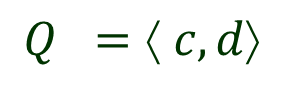 Q = ⟨ c, d⟩